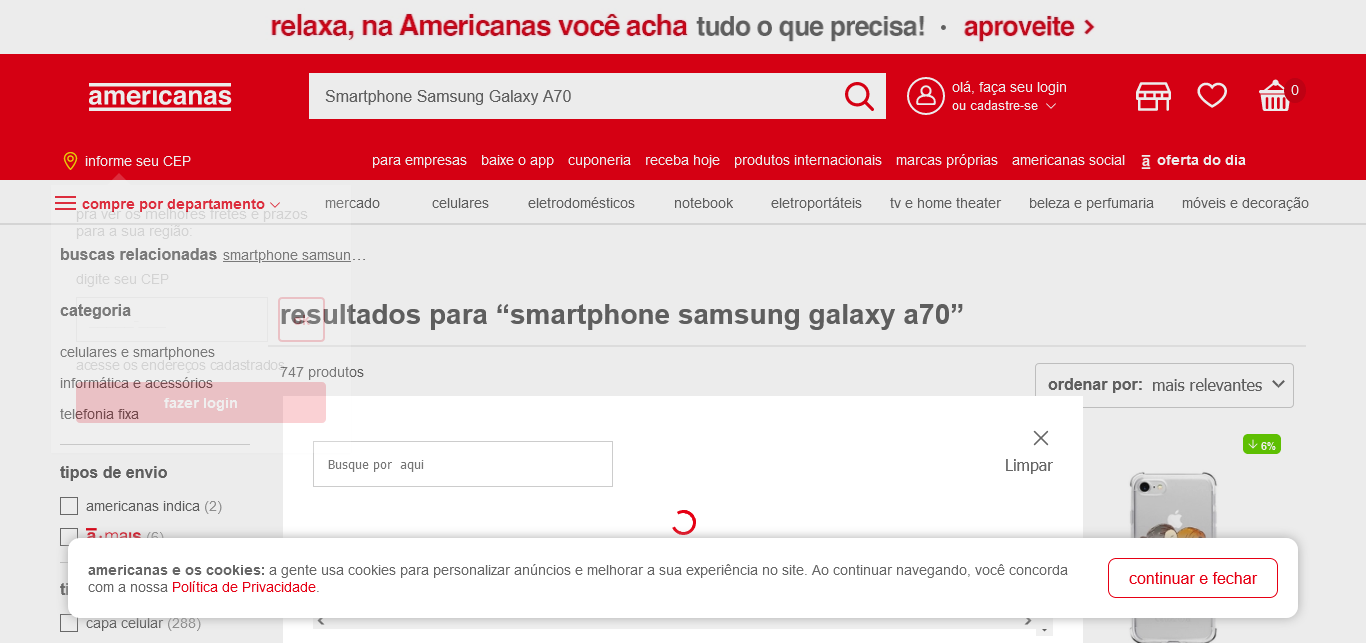 relaxa, na Americanas você acha tudo o que precisa! · aproveite
americanas
Smartphone Samsung Galaxy A70
olá, faça seu login
ou cadastre-se
0
informe seu CEP
para empresas baixe o app cuponeria receba hoje produtos internacionais marcas próprias americanas social a oferta do dia
compre por departamento
mercado celulares eletrodomésticos notebook eletroportáteis tv e home theater beleza e perfumaria móveis e decoração
pra ver os melhores fretes e prazos
para a sua região:
buscas relacionadas smartphone samsun…
digite seu CEP
categoria
resultados para “smartphone samsung galaxy a70”
celulares e smartphones
acesse os endereços cadastrados
747 produtos
informática e acessórios
ordenar por: mais relevantes
fazer login
telefonia fixa
6%
Busque por aqui
Limpar
tipos de envio
americanas indica (2)
a mais (6)
americanas e os cookies: a gente usa cookies para personalizar anúncios e melhorar a sua experiência no site. Ao continuar navegando, você concorda
com a nossa Política de Privacidade.
continuar e fechar
capa celular (288)